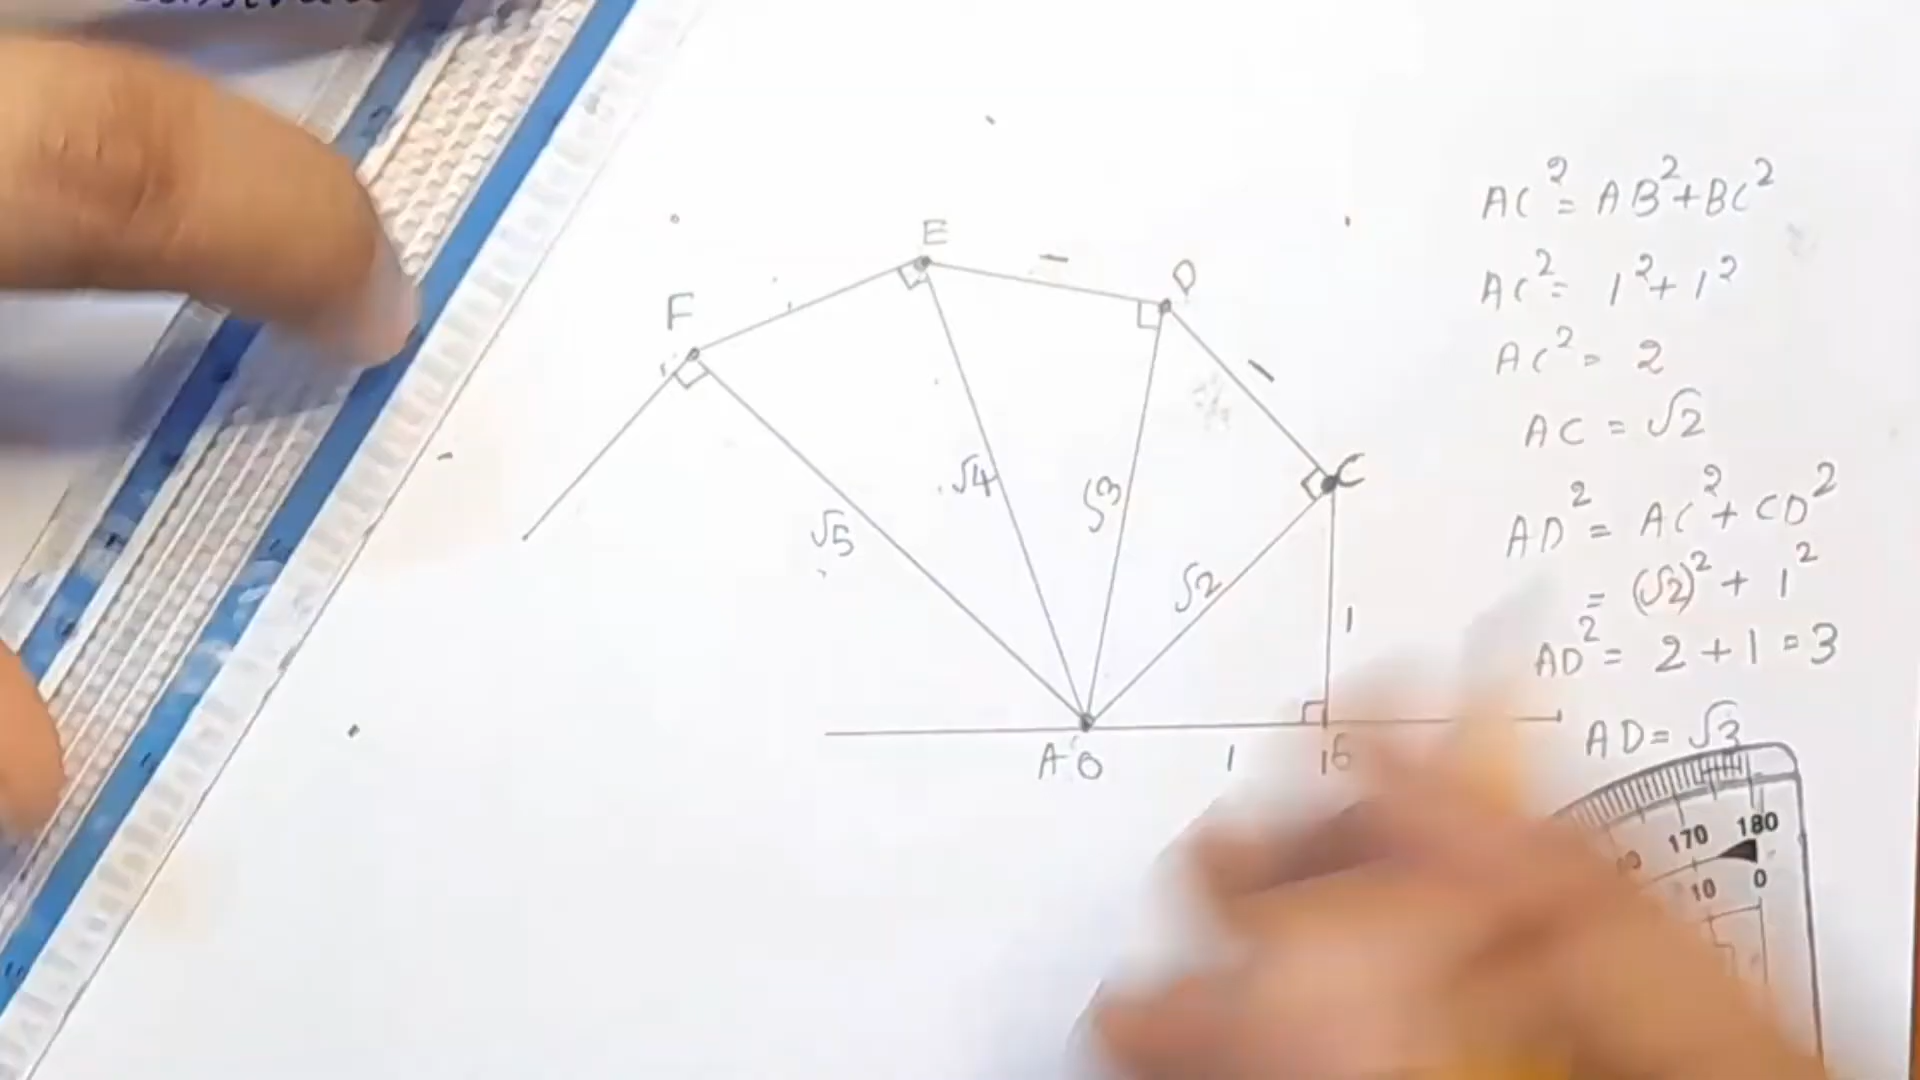 E
D
F
C
√5
√4
√3
√2
1
A
1
B
AC² = AB² + BC²
AC² = 1² + 1²
AC² = 2
AC = √2
AD² = AC² + CD²
= (√2)² + 1²
AD² = 2 + 1 = 3
AD = √3
170 180
10 0